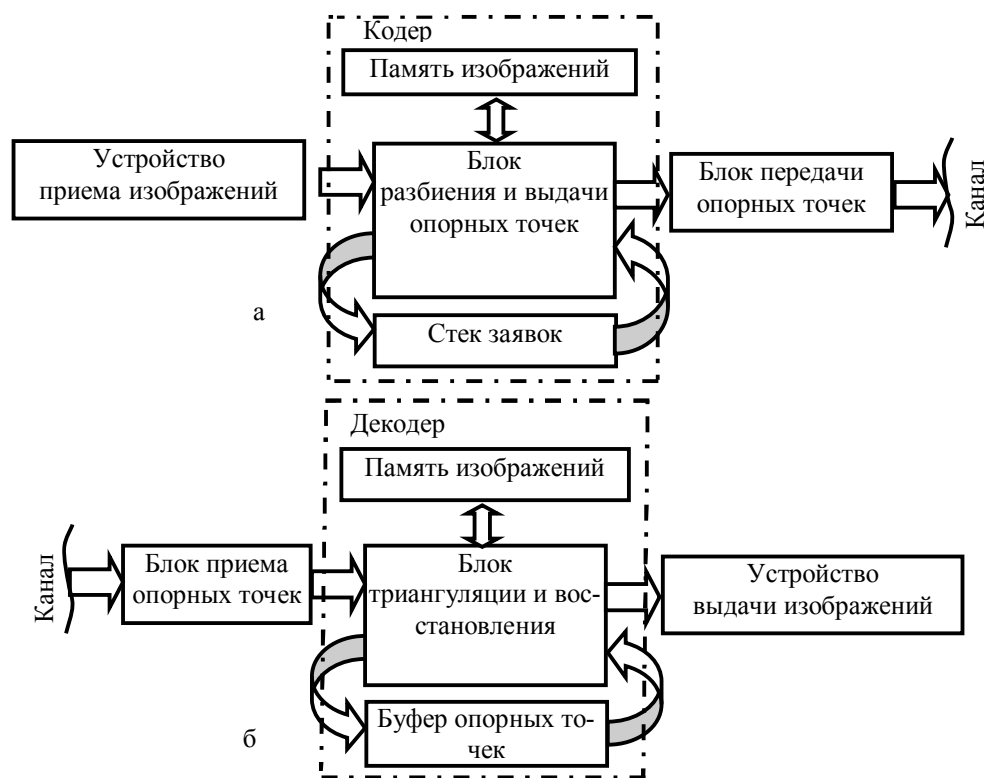 Кодер
Память изображений
Устройство
приема изображений
Блок
разбиения и выдачи
опорных точек
Блок передачи
опорных точек
Канал
а
Стек заявок
Декодер
Память изображений
Канал
Блок приема
опорных точек
Блок
триангуляции и вос-
становления
Устройство
выдачи изображений
Буфер опорных то-
чек
б